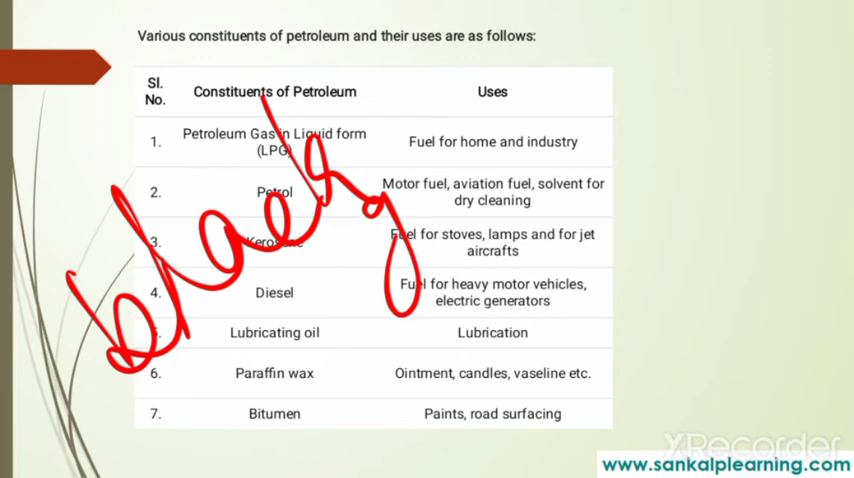 Various constituents of petroleum and their uses are as follows:
Sl. No. Constituents of Petroleum Uses
1. Petroleum Gas in Liquid form (LPG) Fuel for home and industry
2. Petrol Motor fuel, aviation fuel, solvent for dry cleaning
3. Kerosene Fuel for stoves, lamps and for jet aircrafts
4. Diesel Fuel for heavy motor vehicles, electric generators
5. Lubricating oil Lubrication
6. Paraffin wax Ointment, candles, vaseline etc.
7. Bitumen Paints, road surfacing
XRecorder
www.sankalplearning.com